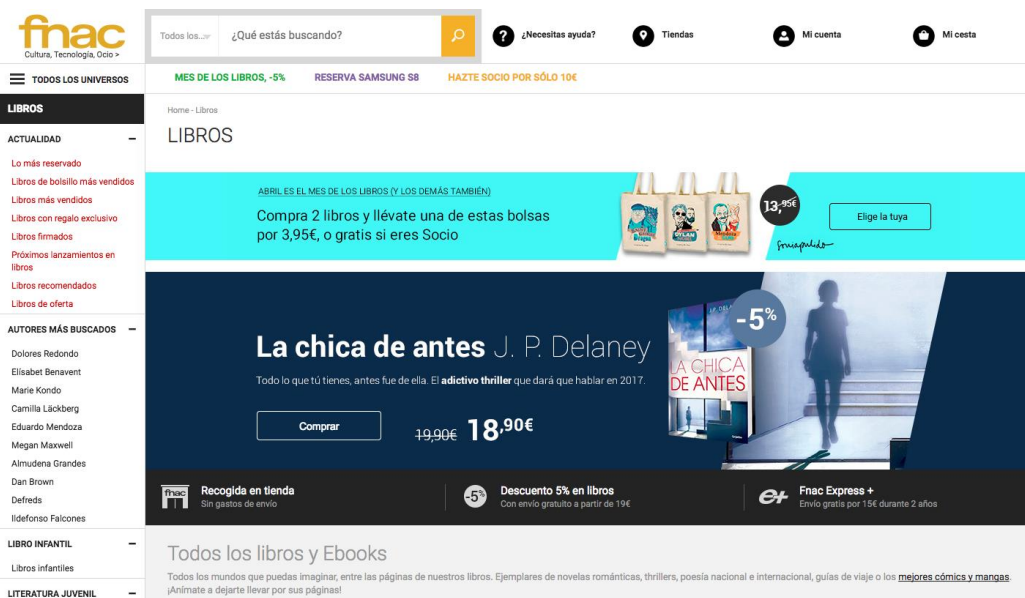 fnac
Cultura, Tecnología, Ocio >
Todos los...
¿Qué estás buscando?
¿Necesitas ayuda?
Tiendas
Mi cuenta
Mi cesta
TODOS LOS UNIVERSOS
MES DE LOS LIBROS, -5%
RESERVA SAMSUNG S8
HAZTE SOCIO POR SÓLO 10€
LIBROS
ACTUALIDAD
Lo más reservado
Libros de bolsillo más vendidos
Libros más vendidos
Libros con regalo exclusivo
Libros firmados
Próximos lanzamientos en
libros
Libros recomendados
Libros de oferta
AUTORES MÁS BUSCADOS
Dolores Redondo
Elísabet Benavent
Marie Kondo
Camilla Läckberg
Eduardo Mendoza
Megan Maxwell
Almudena Grandes
Dan Brown
Defreds
Ildefonso Falcones
LIBRO INFANTIL
Libros infantiles
LITERATURA JUVENIL
Home - Libros
LIBROS
ABRIL ES EL MES DE LOS LIBROS (Y LOS DEMÁS TAMBIÉN)
Compra 2 libros y llévate una de estas bolsas
por 3,95€, o gratis si eres Socio
DYLAN
Mendoza
13,95€
Elige la tuya
La chica de antes J. P. Delaney
Todo lo que tú tienes, antes fue de ella. El adictivo thriller que dará que hablar en 2017.
Comprar
19,90€ 18,90€
-5%
LA CHICA
DE ANTES
fnac
Recogida en tienda
Sin gastos de envío
-5%
Descuento 5% en libros
Con envío gratuito a partir de 19€
e+
Fnac Express +
Envío gratis por 15€ durante 2 años
Todos los libros y Ebooks
Todos los mundos que puedas imaginar, entre las páginas de nuestros libros. Ejemplares de novelas románticas, thrillers, poesía nacional e internacional, guías de viaje o los mejores cómics y mangas.
¡Anímate a dejarte llevar por sus páginas!